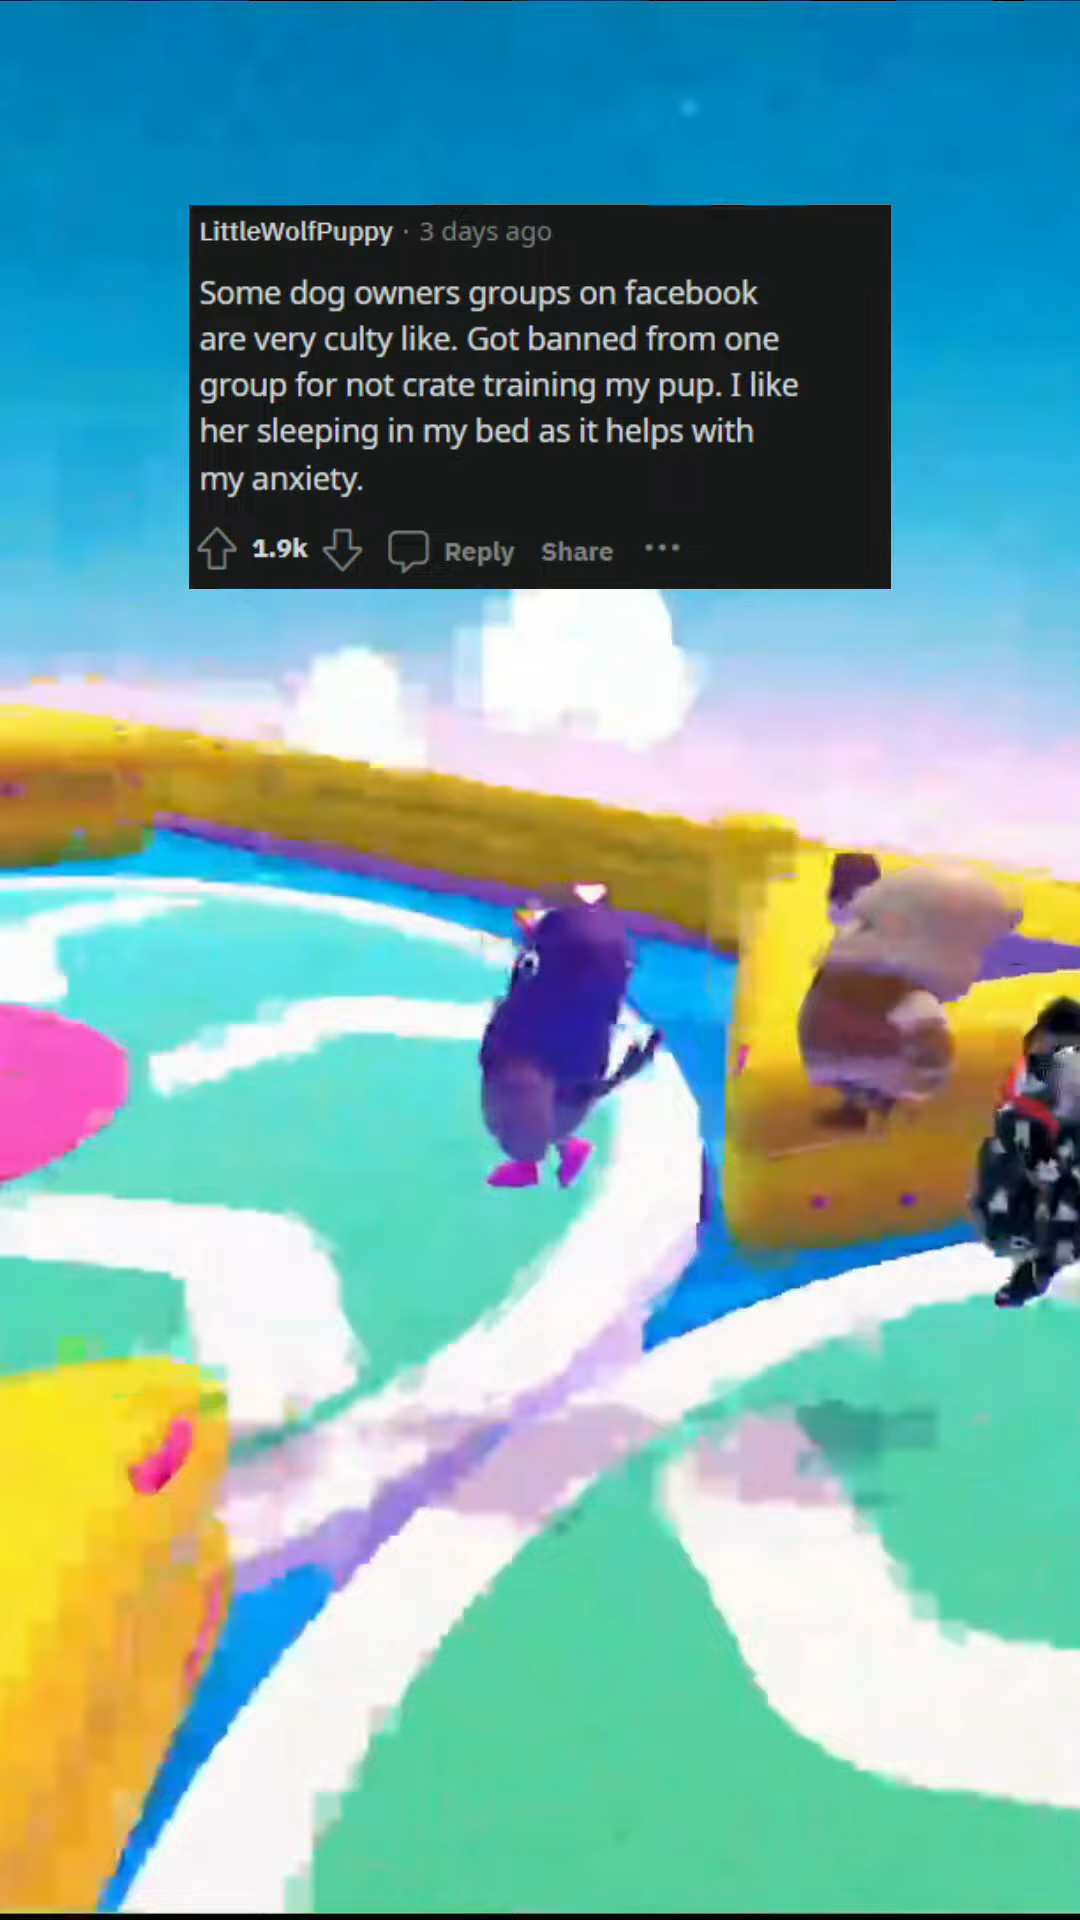 LittleWolfPuppy · 3 days ago
Some dog owners groups on facebook
are very culty like. Got banned from one
group for not crate training my pup. I like
her sleeping in my bed as it helps with
my anxiety.
1.9k Reply Share ···